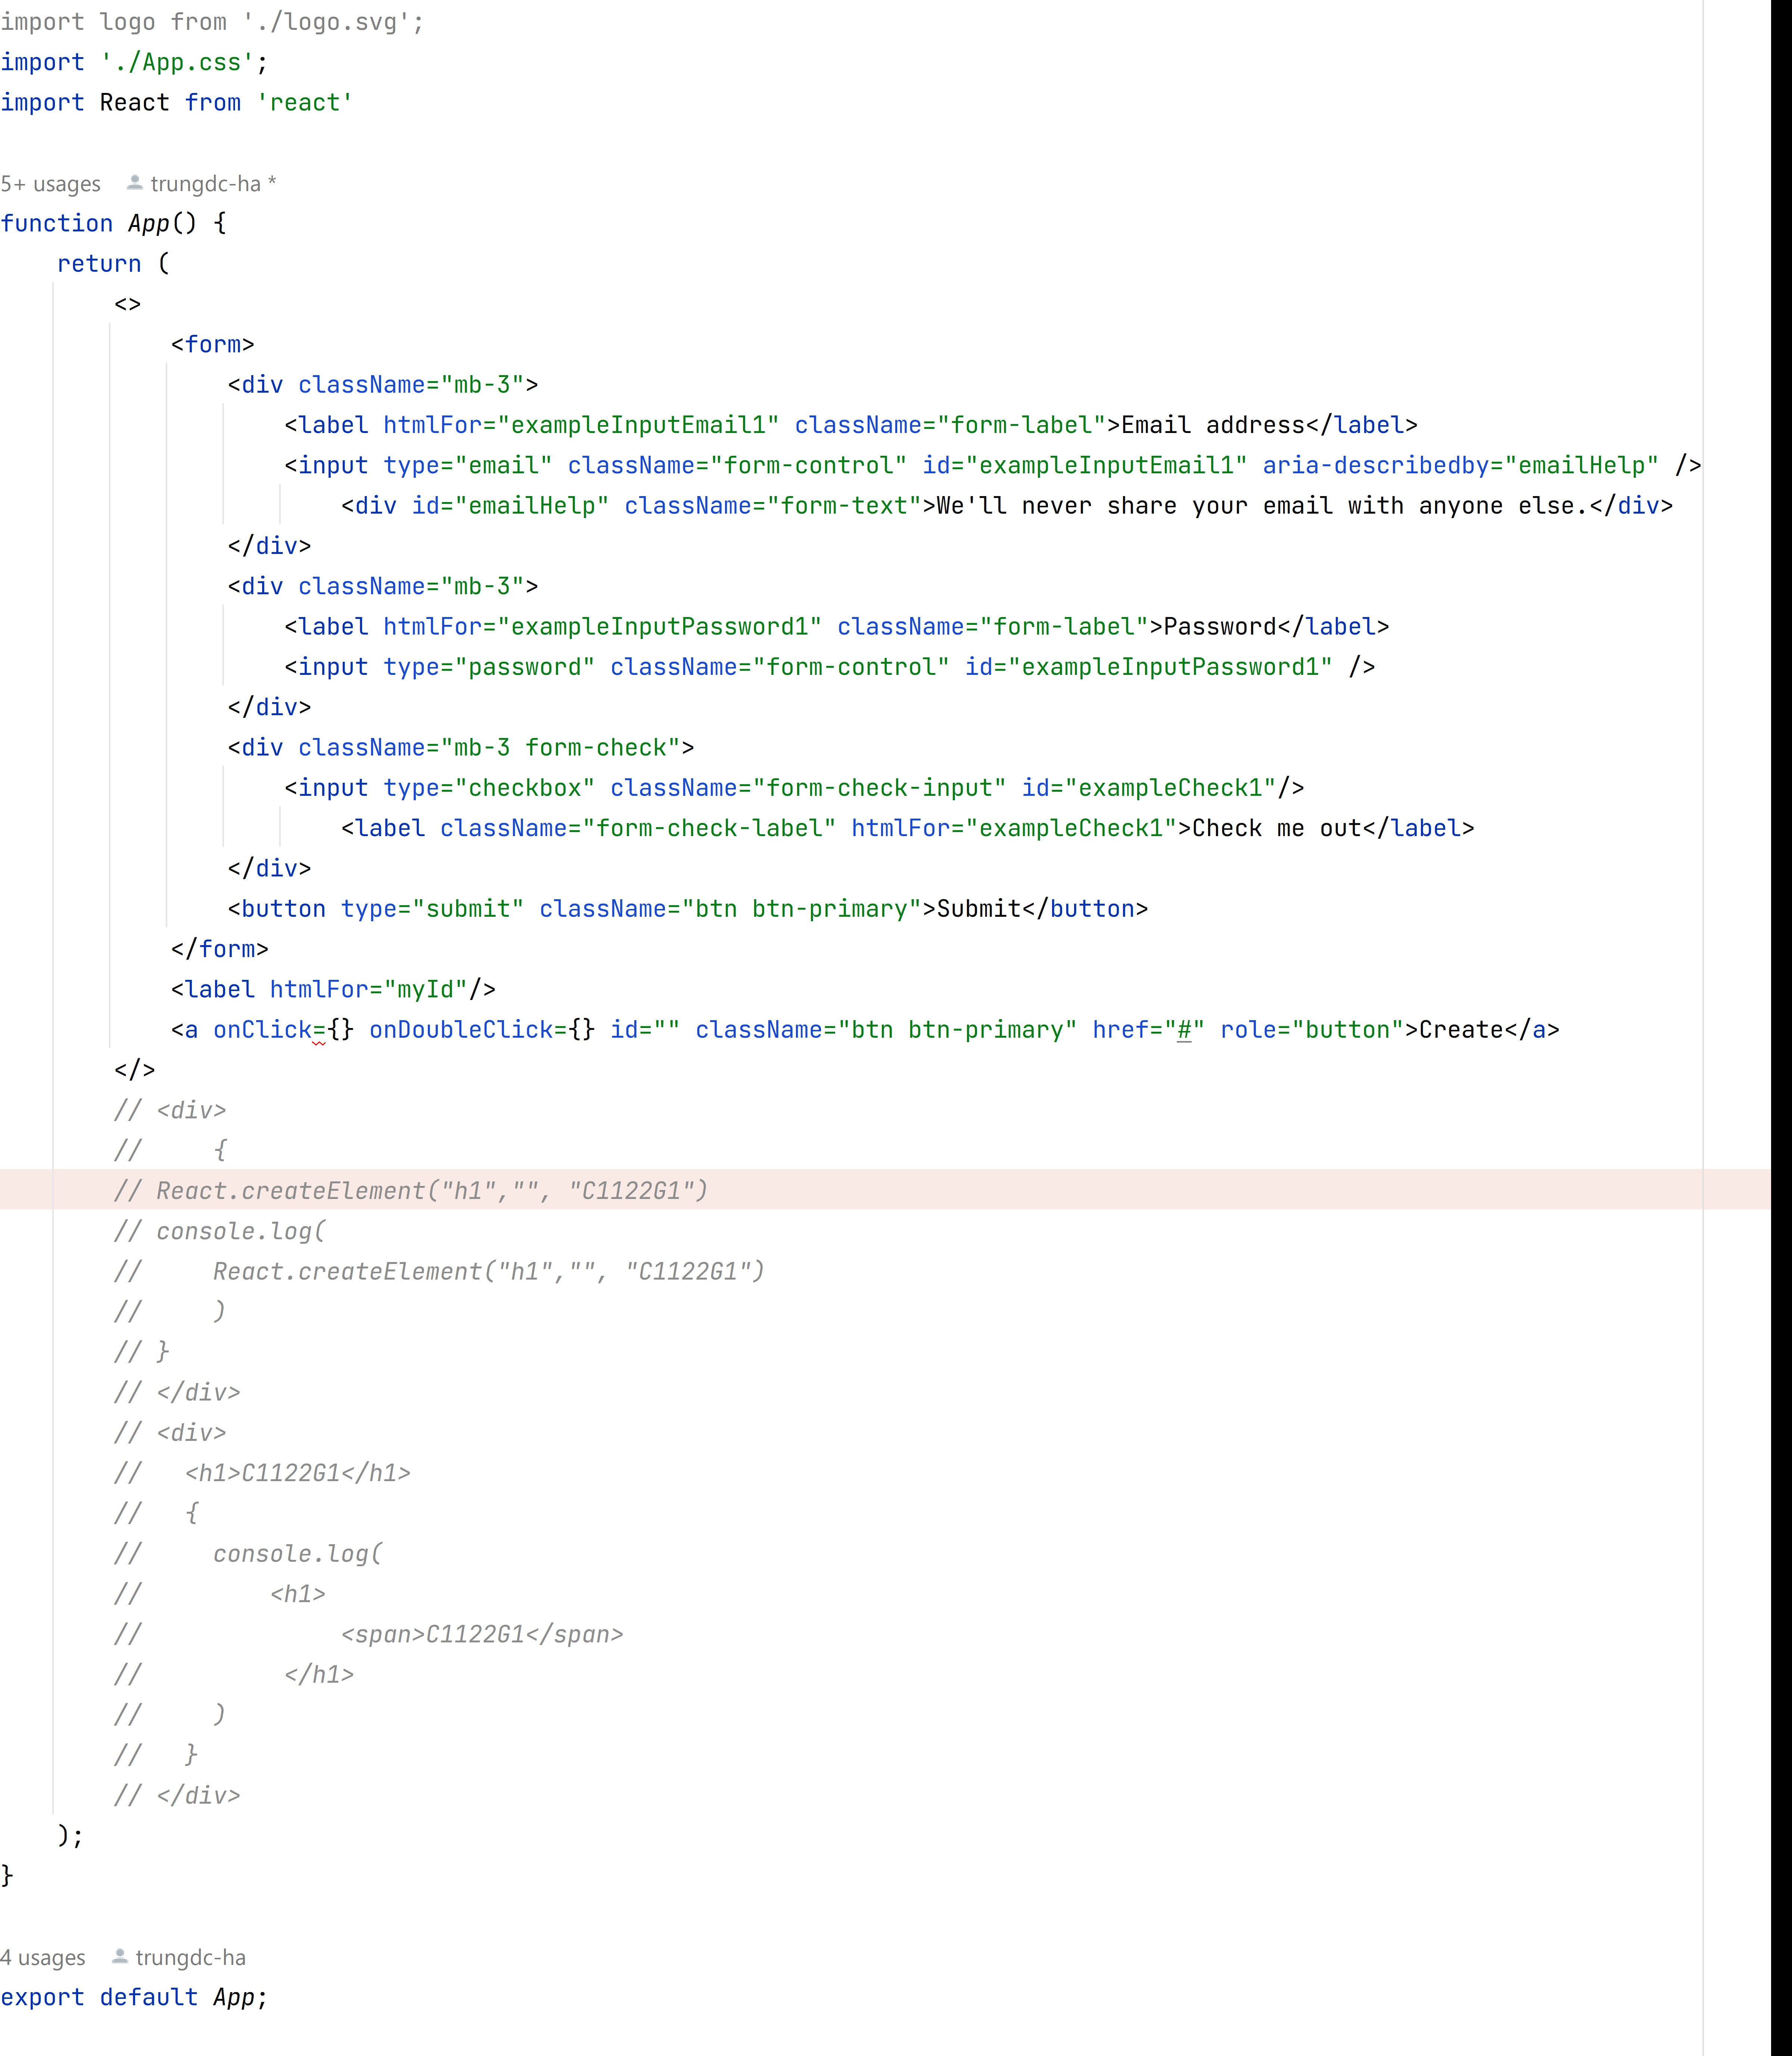 import logo from './logo.svg';
import './App.css';
import React from 'react'
5+ usages trungdc-ha *
function App() {
    return (
        <>
            <form>
                <div className="mb-3">
                    <label htmlFor="exampleInputEmail1" className="form-label">Email address</label>
                    <input type="email" className="form-control" id="exampleInputEmail1" aria-describedby="emailHelp" />
                        <div id="emailHelp" className="form-text">We'll never share your email with anyone else.</div>
                </div>
                <div className="mb-3">
                    <label htmlFor="exampleInputPassword1" className="form-label">Password</label>
                    <input type="password" className="form-control" id="exampleInputPassword1" />
                </div>
                <div className="mb-3 form-check">
                    <input type="checkbox" className="form-check-input" id="exampleCheck1"/>
                        <label className="form-check-label" htmlFor="exampleCheck1">Check me out</label>
                </div>
                <button type="submit" className="btn btn-primary">Submit</button>
            </form>
            <label htmlFor="myId"/>
            <a onClick={} onDoubleClick={} id="" className="btn btn-primary" href="#" role="button">Create</a>
        </>
        // <div>
        //     {
        // React.createElement("h1","", "C1122G1")
        // console.log(
        //     React.createElement("h1","", "C1122G1")
        //     )
        // }
        // </div>
        // <div>
        //   <h1>C1122G1</h1>
        //   {
        //     console.log(
        //         <h1>
        //              <span>C1122G1</span>
        //          </h1>
        //     )
        //   }
        // </div>
    );
}
4 usages trungdc-ha
export default App;